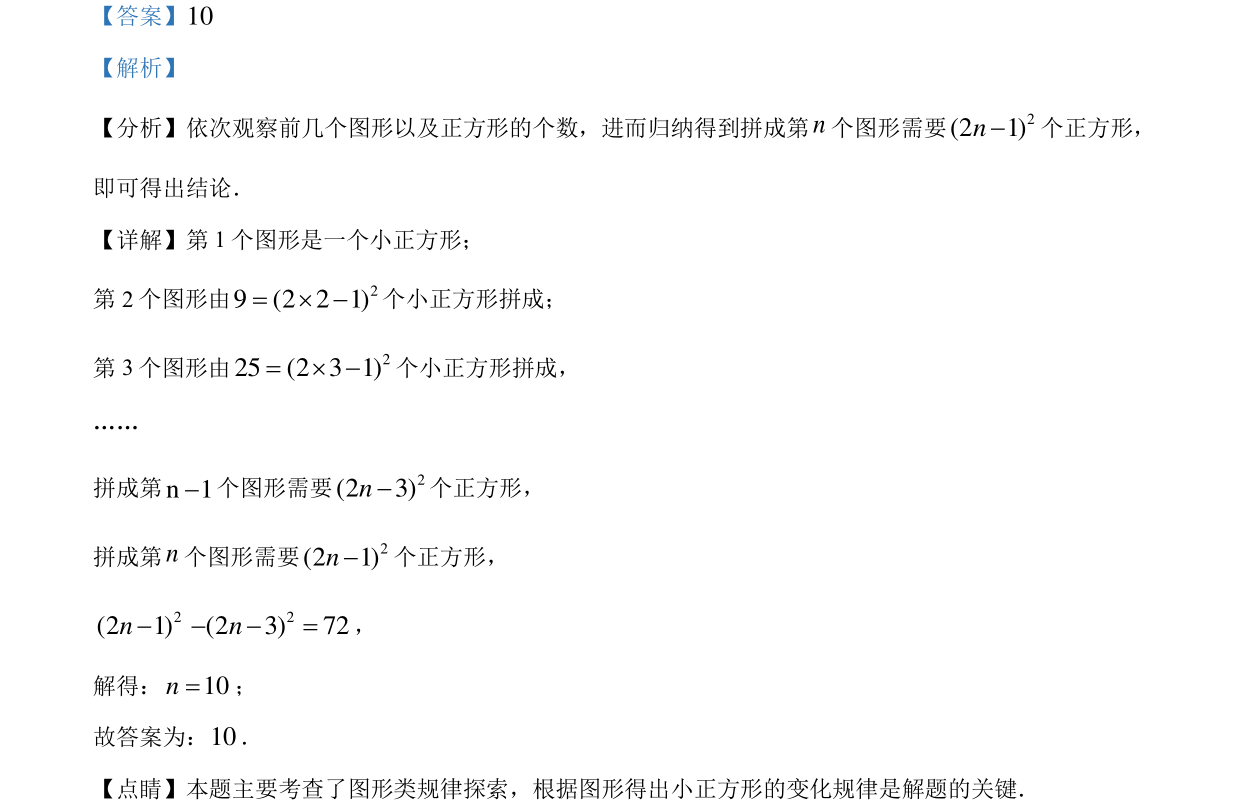 【答案】10
【解析】
【分析】依次观察前几个图形以及正方形的个数，进而归纳得到拼成第 n 个图形需要 (2n−1)² 个正方形，
即可得出结论．
【详解】第 1 个图形是一个小正方形；
第 2 个图形由 9 = (2×2−1)² 个小正方形拼成；
第 3 个图形由 25 = (2×3−1)² 个小正方形拼成，
……
拼成第 n−1 个图形需要 (2n−3)² 个正方形，
拼成第 n 个图形需要 (2n−1)² 个正方形，
(2n−1)² −(2n−3)² = 72，
解得：n =10；
故答案为：10．
【点睛】本题主要考查了图形类规律探索，根据图形得出小正方形的变化规律是解题的关键．